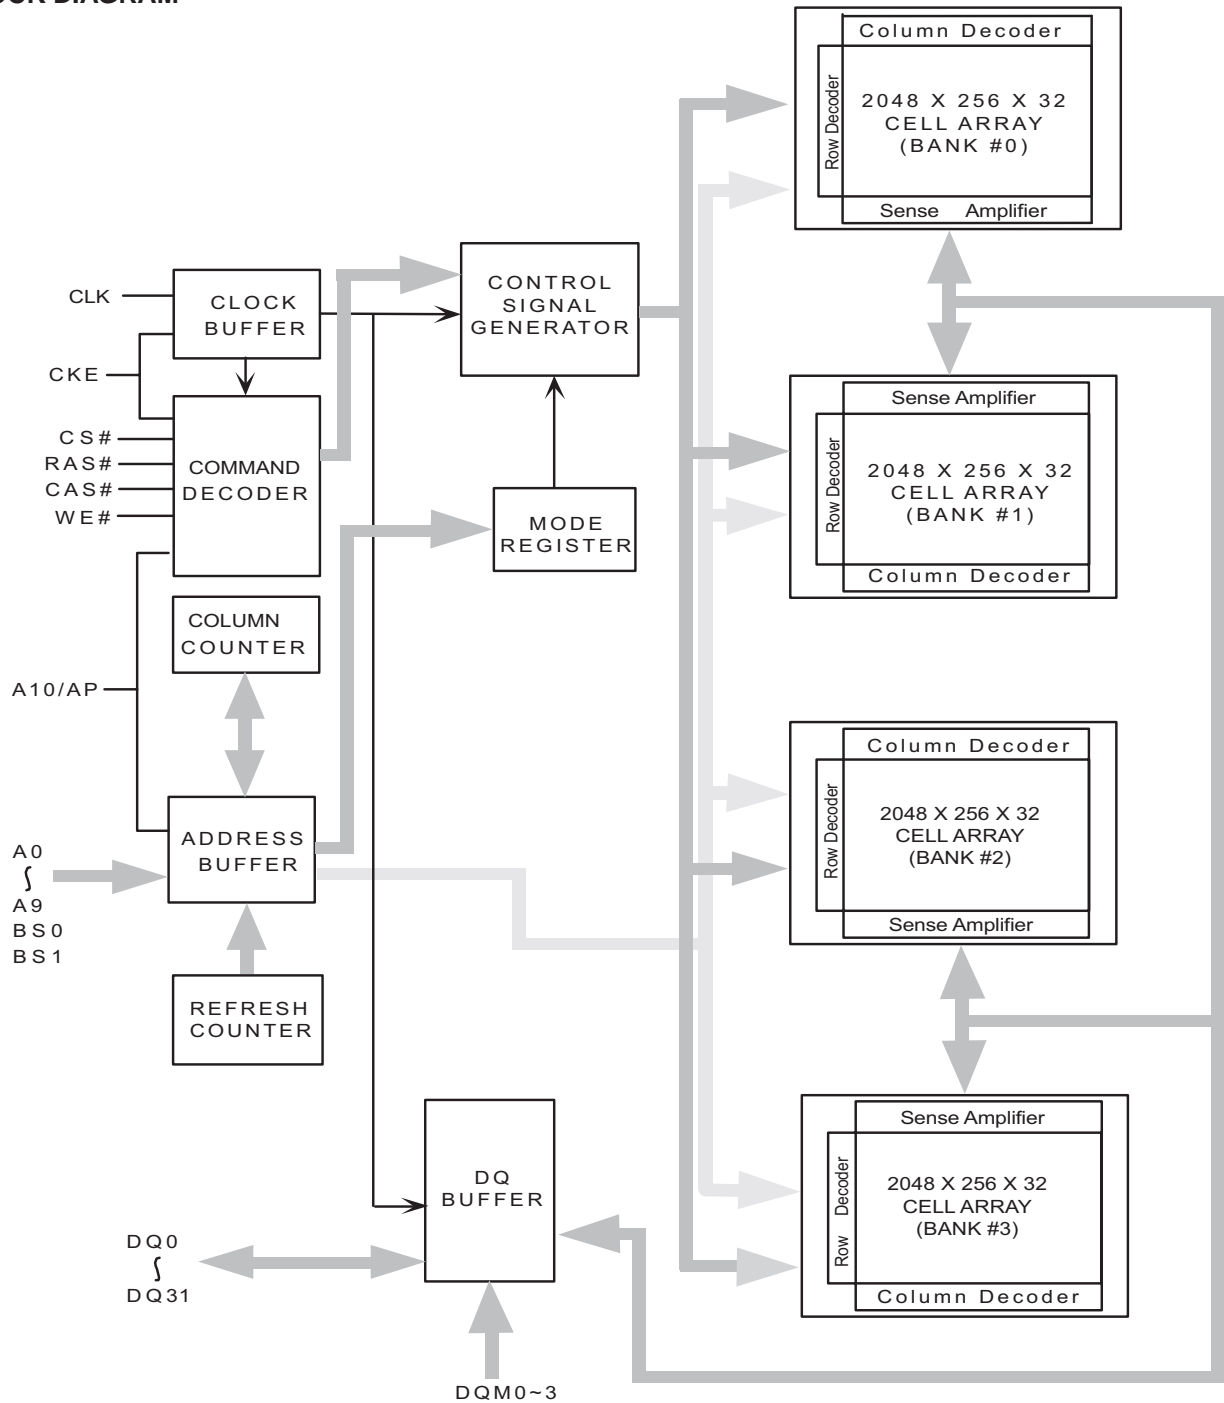 Column Decoder
Row Decoder
2048 X 256 X 32
CELL ARRAY
(BANK #0)
Sense Amplifier
CLK
CLOCK
BUFFER
CONTROL
SIGNAL
GENERATOR
CKE
CS#
RAS#
CAS#
WE#
COMMAND
DECODER
MODE
REGISTER
Sense Amplifier
Row Decoder
2048 X 256 X 32
CELL ARRAY
(BANK #1)
Column Decoder
COLUMN
COUNTER
A10/AP
Column Decoder
Row Decoder
2048 X 256 X 32
CELL ARRAY
(BANK #2)
Sense Amplifier
ADDRESS
BUFFER
A0
A9
BS0
BS1
REFRESH
COUNTER
Sense Amplifier
Row Decoder
2048 X 256 X 32
CELL ARRAY
(BANK #3)
Column Decoder
DQ
BUFFER
DQ0
DQ31
DQM0~3